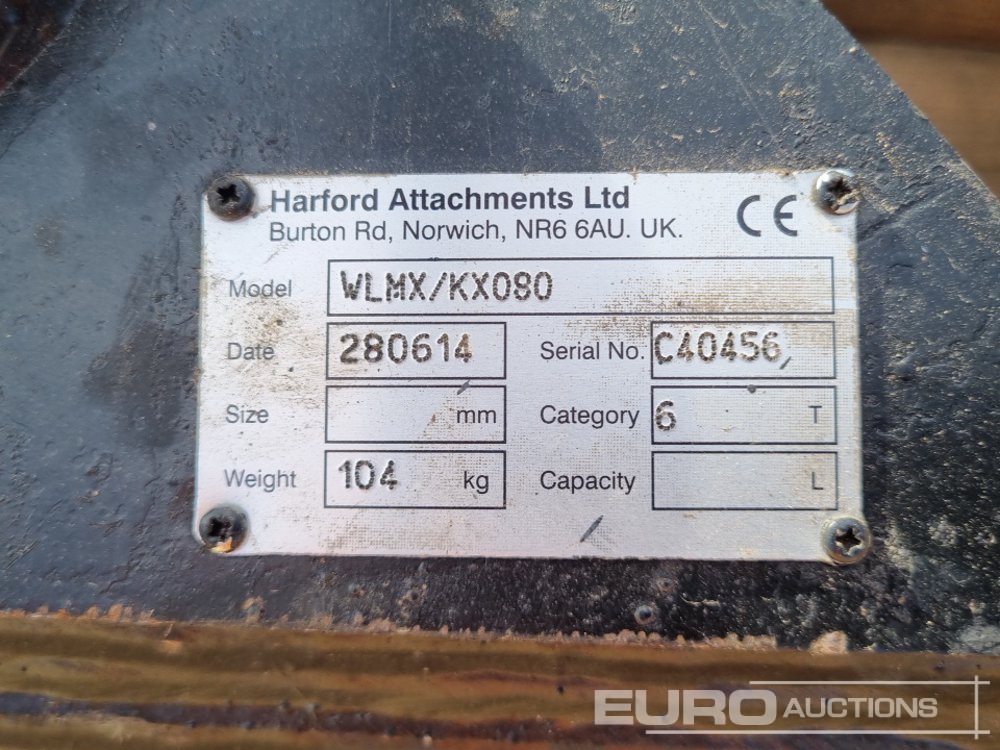 Harford Attachments Ltd
Burton Rd, Norwich, NR6 6AU. UK.
CE
Model WLMX/KX080
Date 280614 Serial No. C40456
Size mm Category 6 T
Weight 104 kg Capacity L
EURO AUCTIONS